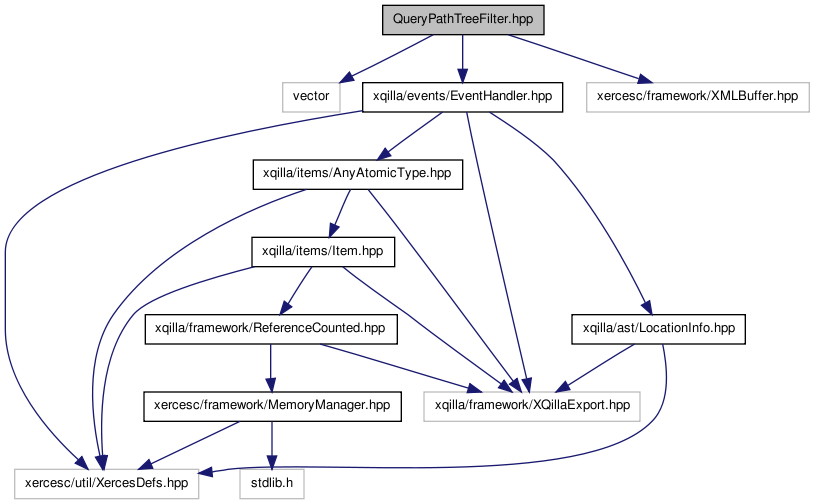 QueryPathTreeFilter.hpp
vector
xqilla/events/EventHandler.hpp
xercesc/framework/XMLBuffer.hpp
xqilla/items/AnyAtomicType.hpp
xqilla/items/Item.hpp
xqilla/framework/ReferenceCounted.hpp
xqilla/ast/LocationInfo.hpp
xercesc/framework/MemoryManager.hpp
xqilla/framework/XQillaExport.hpp
xercesc/util/XercesDefs.hpp
stdlib.h